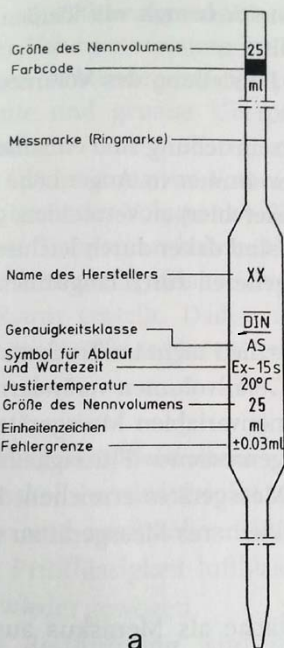 Größe des Nennvolumens 25
Farbcode
ml
Messmarke (Ringmarke)
Name des Herstellers XX
DIN
Genauigkeitsklasse AS
Symbol für Ablauf
und Wartezeit Ex-15s
Justiertemperatur 20°C
Größe des Nennvolumens 25
Einheitenzeichen ml
Fehlergrenze ±0.03ml
a